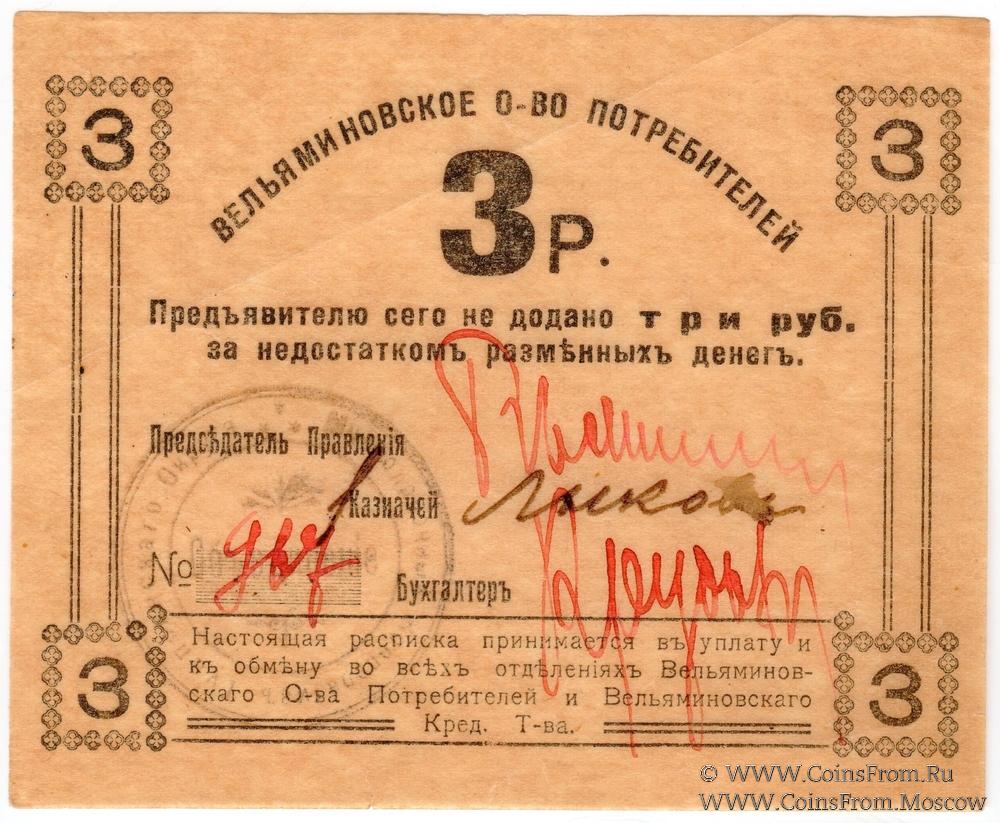 3
3
ВЕЛЬЯМИНОВСКОЕ О-ВО ПОТРЕБИТЕЛЕЙ
3 Р.
Предъявителю сего не додано три руб.
за недостаткомъ размѣнныхъ денегъ.
Предсѣдатель Правленія
Казначей
№
Бухгалтеръ
Настоящая расписка принимается въ уплату и
къ обмѣну во всѣхъ отдѣленіяхъ Вельяминов-
скаго О-ва Потребителей и Вельяминовскаго
Кред. Т-ва.
3
3
© WWW.CoinsFrom.Ru
WWW.CoinsFrom.Moscow